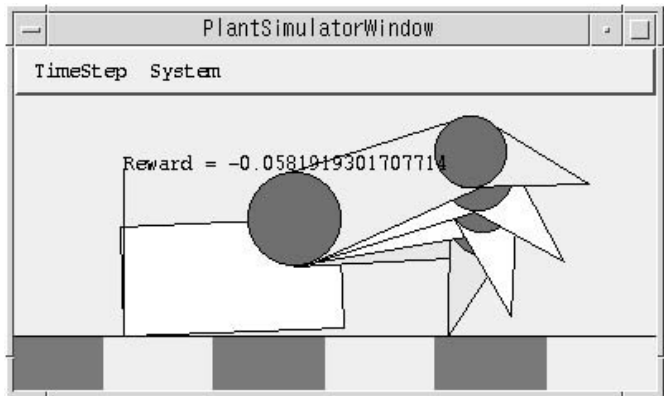 PlantSimulatorWindow
TimeStep System
Reward = -0.0581919301707714